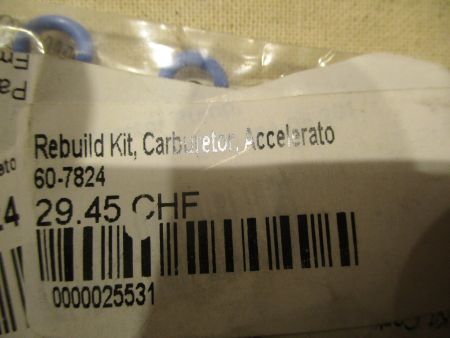 Rebuild Kit, Carburetor, Accelerato
60-7824
29.45 CHF
0000025531